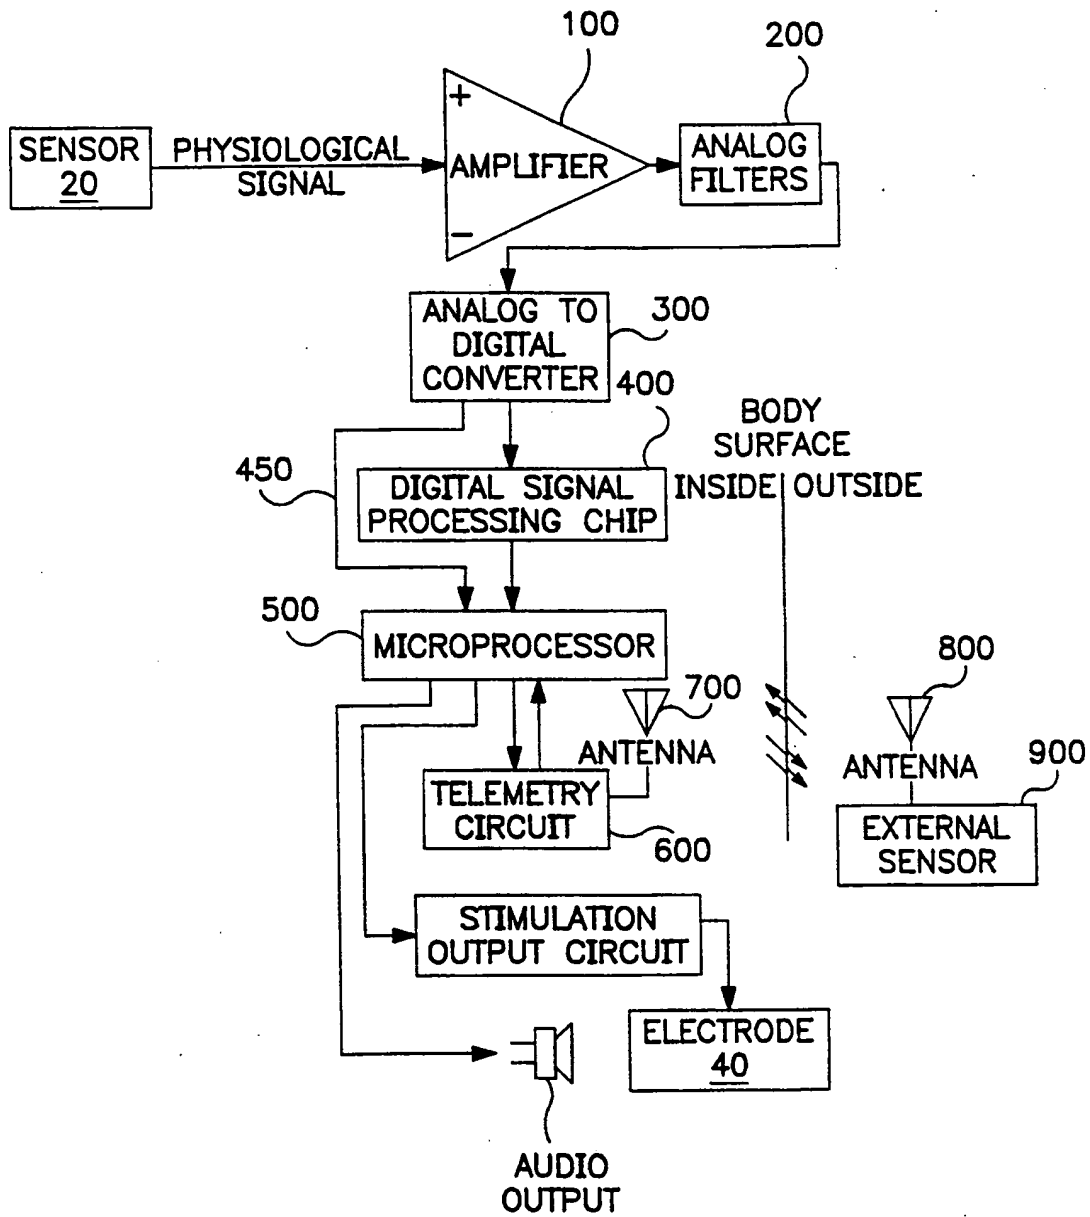 100
200
SENSOR
20
PHYSIOLOGICAL
SIGNAL
+
AMPLIFIER
−
ANALOG
FILTERS
ANALOG TO
DIGITAL
CONVERTER
300
400
450
DIGITAL SIGNAL
PROCESSING CHIP
BODY
SURFACE
INSIDE OUTSIDE
500
MICROPROCESSOR
700
ANTENNA
800
ANTENNA
900
TELEMETRY
CIRCUIT
600
EXTERNAL
SENSOR
STIMULATION
OUTPUT CIRCUIT
ELECTRODE
40
AUDIO
OUTPUT